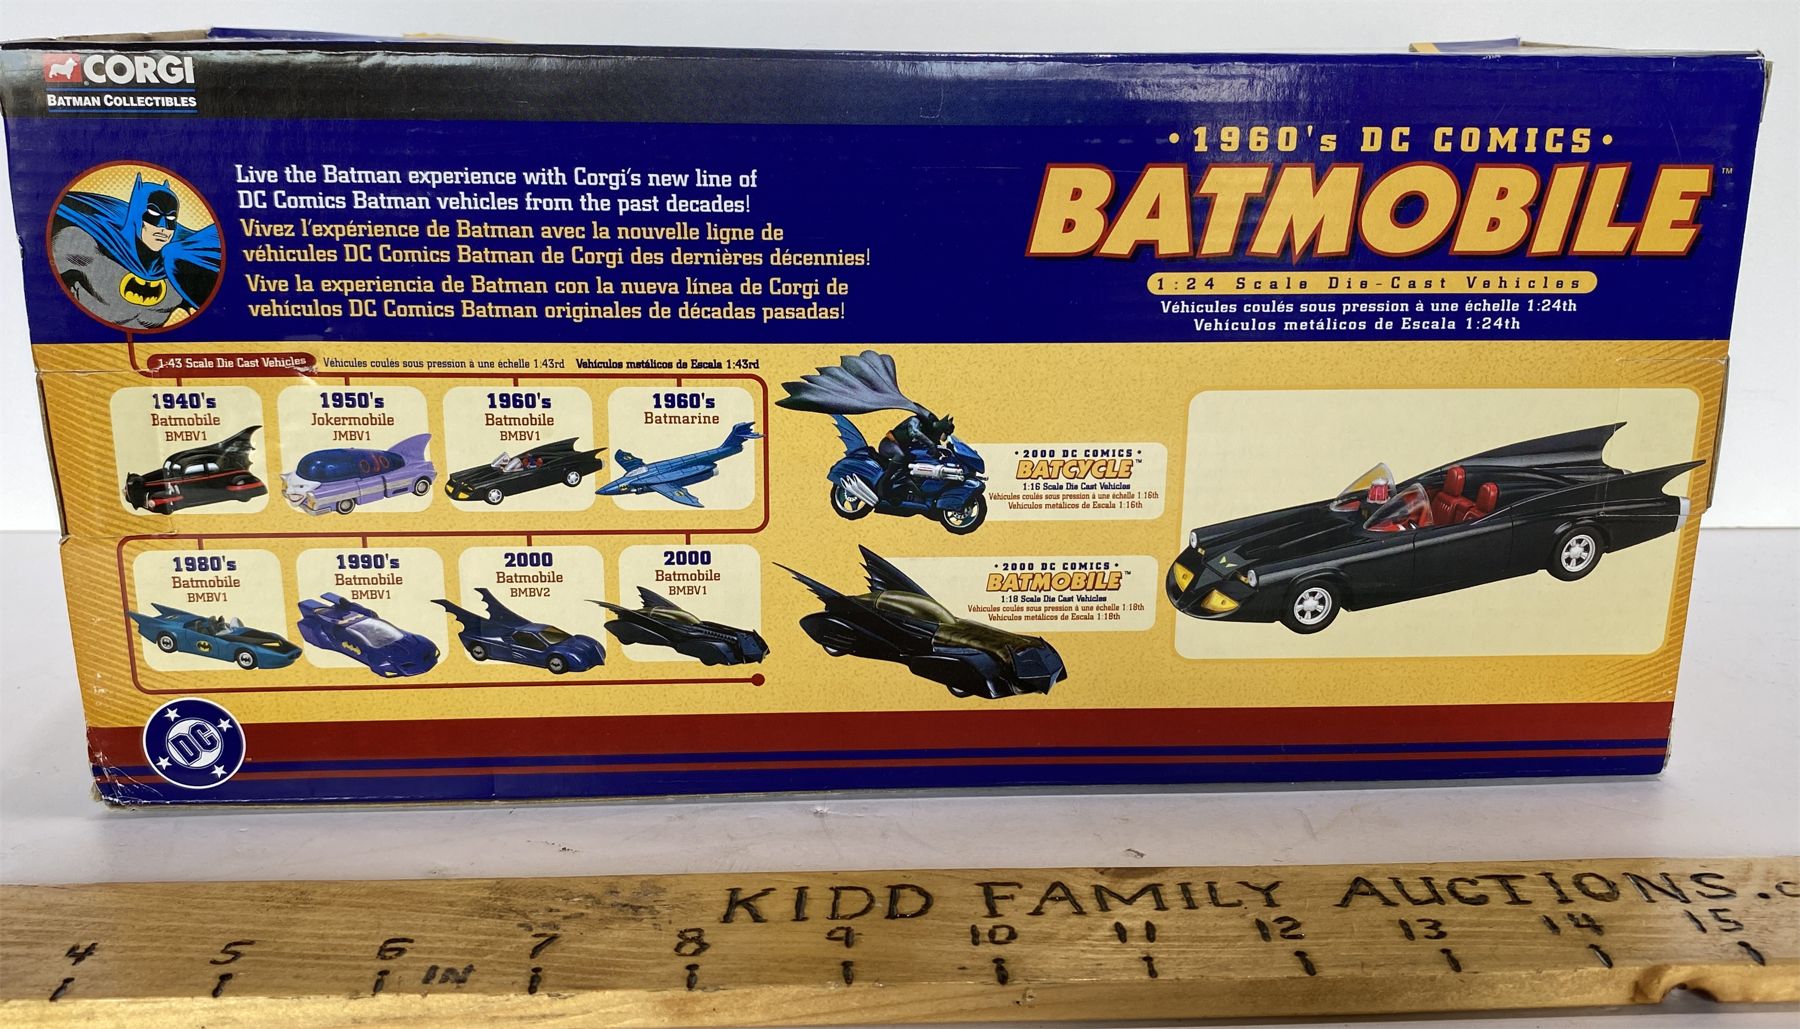 CORGI
BATMAN COLLECTIBLES
Live the Batman experience with Corgi's new line of
DC Comics Batman vehicles from the past decades!
Vivez l'expérience de Batman avec la nouvelle ligne de
véhicules DC Comics Batman de Corgi des dernières décennies!
Vive la experiencia de Batman con la nueva línea de Corgi de
vehículos DC Comics Batman originales de décadas pasadas!
• 1960's DC COMICS •
BATMOBILE™
1:24 Scale Die-Cast Vehicles
Véhicules coulés sous pression à une échelle 1:24th
Vehículos metálicos de Escala 1:24th
1:43 Scale Die Cast Vehicles Véhicules coulés sous pression à une échelle 1:43rd Vehículos metálicos de Escala 1:43rd
1940's
Batmobile
BMBV1
1950's
Jokermobile
JMBV1
1960's
Batmobile
BMBV1
1960's
Batmarine
1980's
Batmobile
BMBV1
1990's
Batmobile
BMBV1
2000
Batmobile
BMBV2
2000
Batmobile
BMBV1
• 2000 DC COMICS •
BATCYCLE™
1:16 Scale Die Cast Vehicles
Véhicules coulés sous pression à une échelle 1:16th
Vehículos metálicos de Escala 1:16th
• 2000 DC COMICS •
BATMOBILE™
1:18 Scale Die Cast Vehicles
Véhicules coulés sous pression à une échelle 1:18th
Vehículos metálicos de Escala 1:18th
DC
KIDD FAMILY AUCTIONS.c
4 5 6 7 8 9 10 11 12 13 14 15
IN